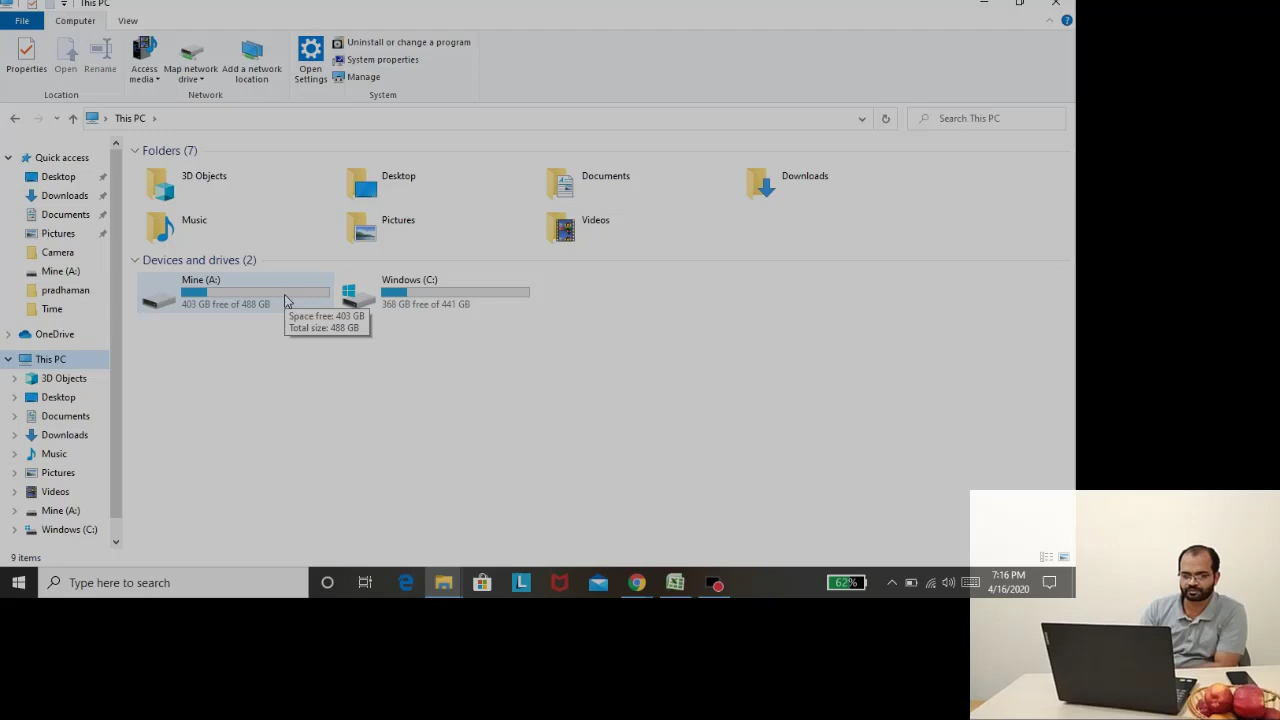 This PC
File
Computer
View
Properties
Open
Rename
Access
media
Map network
drive
Add a network
location
Open
Settings
Uninstall or change a program
System properties
Manage
Location
Network
System
This PC
Search This PC
Quick access
Desktop
Downloads
Documents
Pictures
Camera
Mine (A:)
pradhaman
Time
OneDrive
This PC
3D Objects
Desktop
Documents
Downloads
Music
Pictures
Videos
Mine (A:)
Windows (C:)
Folders (7)
3D Objects
Desktop
Documents
Downloads
Music
Pictures
Videos
Devices and drives (2)
Mine (A:)
403 GB free of 488 GB
Windows (C:)
368 GB free of 441 GB
Space free: 403 GB
Total size: 488 GB
9 items
Type here to search
L
62%
7:16 PM
4/16/2020